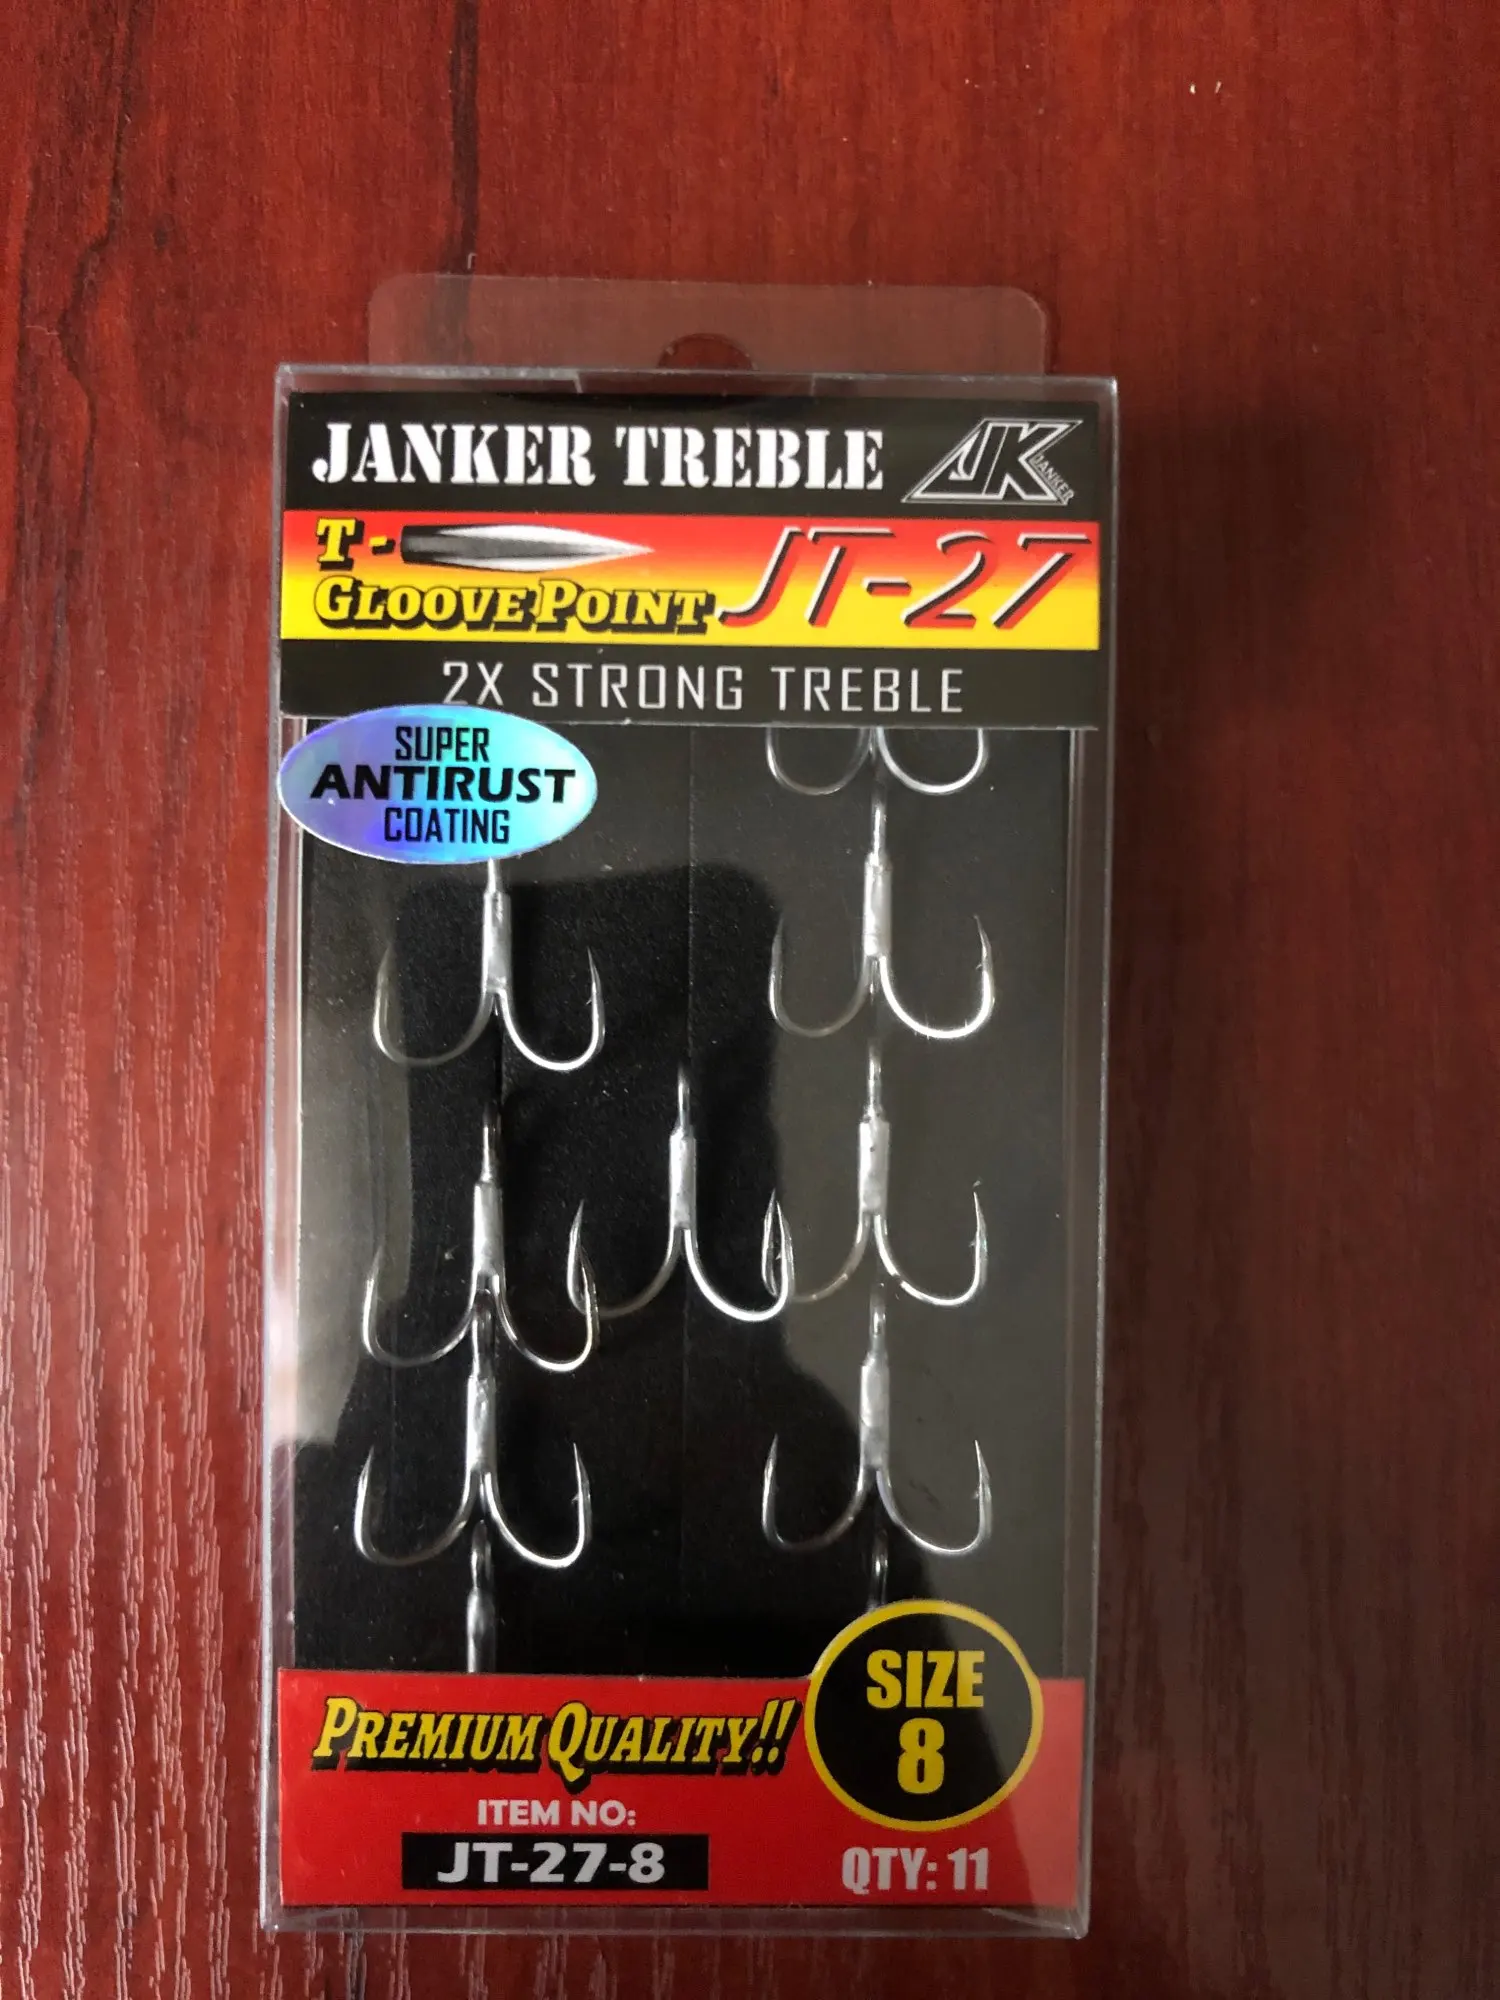 JANKER TREBLE
JK
JANKER
T-
GLOOVE POINT
JT-27
2X STRONG TREBLE
SUPER
ANTIRUST
COATING
PREMIUM QUALITY!!
SIZE
8
ITEM NO:
JT-27-8
QTY: 11